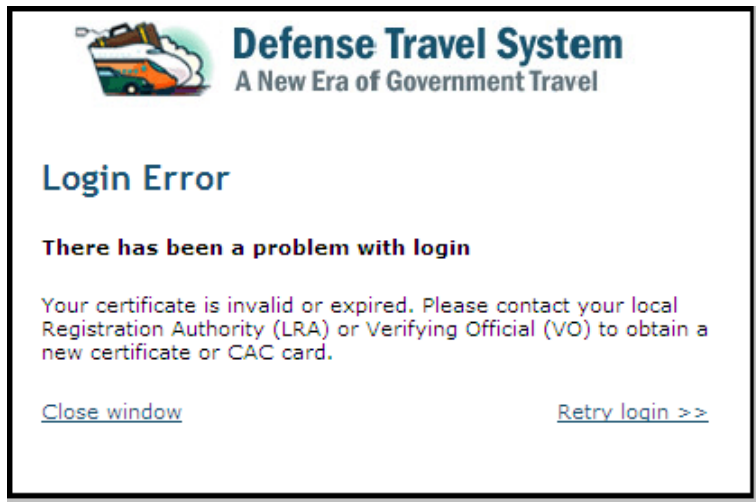 Defense Travel System
A New Era of Government Travel
Login Error
There has been a problem with login
Your certificate is invalid or expired. Please contact your local
Registration Authority (LRA) or Verifying Official (VO) to obtain a
new certificate or CAC card.
Close window
Retry login >>